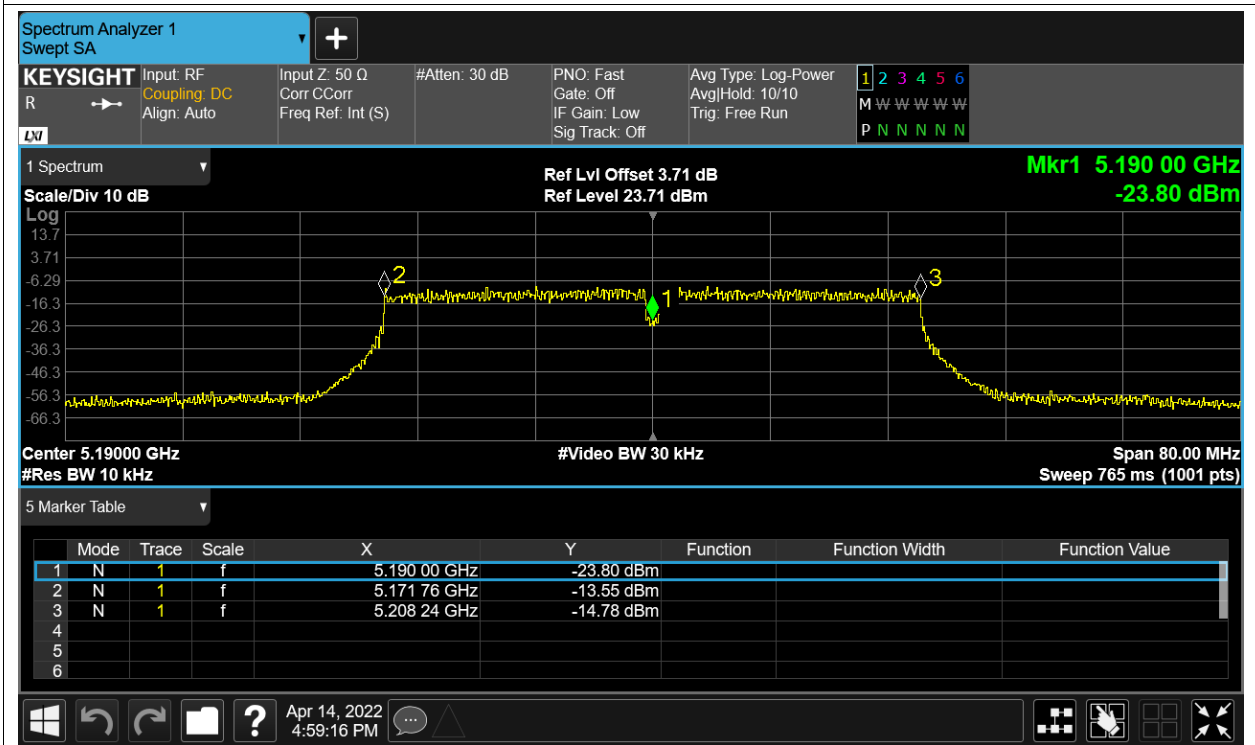 Spectrum Analyzer 1
Swept SA
KEYSIGHT Input: RF Input Z: 50 Ω #Atten: 30 dB PNO: Fast Avg Type: Log-Power 1 2 3 4 5 6
R Coupling: DC Corr CCorr Gate: Off Avg|Hold: 10/10 M W W W W W
Align: Auto Freq Ref: Int (S) IF Gain: Low Trig: Free Run
LXI Sig Track: Off P N N N N N
1 Spectrum Ref Lvl Offset 3.71 dB Mkr1 5.190 00 GHz
Scale/Div 10 dB Ref Level 23.71 dBm -23.80 dBm
Log
13.7
3.71
-6.29
-16.3
-26.3
-36.3
-46.3
-56.3
-66.3
2
1
3
Center 5.19000 GHz #Video BW 30 kHz Span 80.00 MHz
#Res BW 10 kHz Sweep 765 ms (1001 pts)
5 Marker Table
Mode Trace Scale X Y Function Function Width Function Value
1 N 1 f 5.190 00 GHz -23.80 dBm
2 N 1 f 5.171 76 GHz -13.55 dBm
3 N 1 f 5.208 24 GHz -14.78 dBm
4
5
6
? Apr 14, 2022
4:59:16 PM